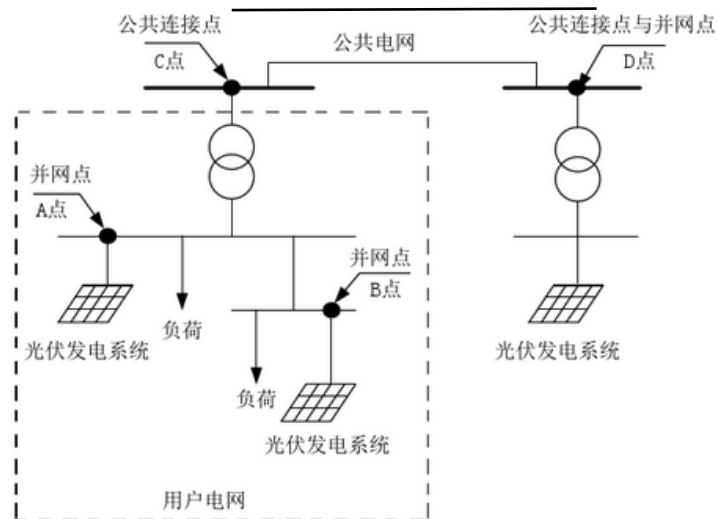 公共连接点
C点
公共电网
公共连接点与并网点
D点
并网点
A点
并网点
B点
负荷
光伏发电系统
负荷
光伏发电系统
光伏发电系统
用户电网